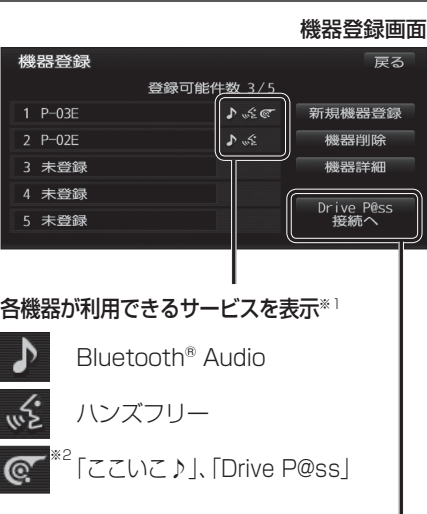 機器登録画面
機器登録 戻る
登録可能件数 3/5
1 P-03E 新規機器登録
2 P-02E 機器削除
3 未登録 機器詳細
4 未登録
5 未登録
Drive P@ss
接続へ
各機器が利用できるサービスを表示※1
♪ Bluetooth® Audio
ハンズフリー
※2「ここいこ♪」、「Drive P@ss」